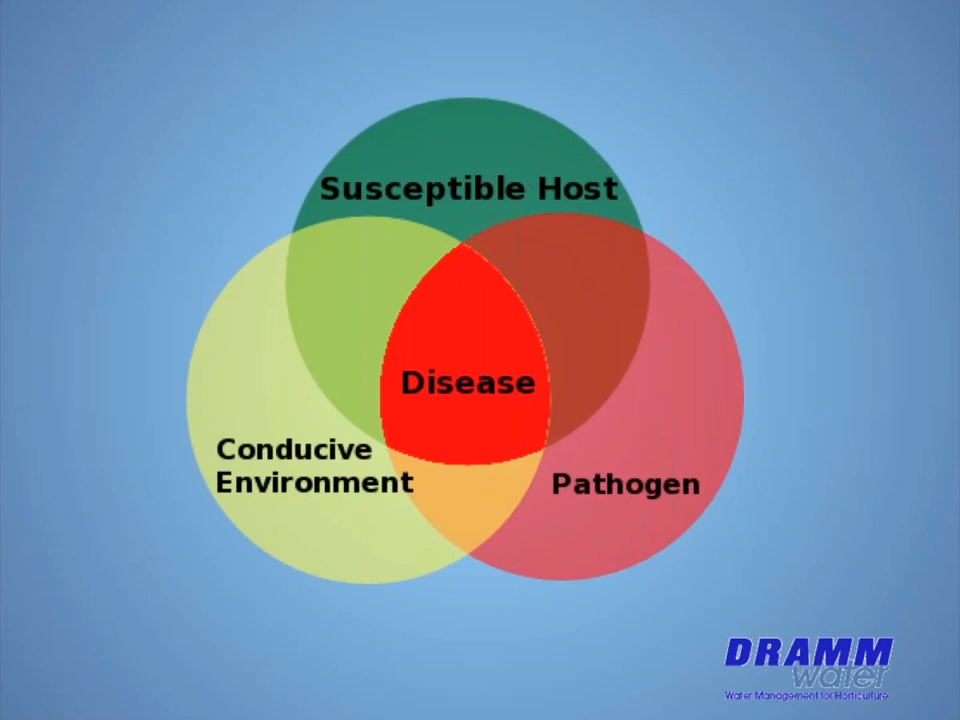 Susceptible Host
Disease
Conducive
Environment
Pathogen
DRAMM
water
Water Management for Horticulture